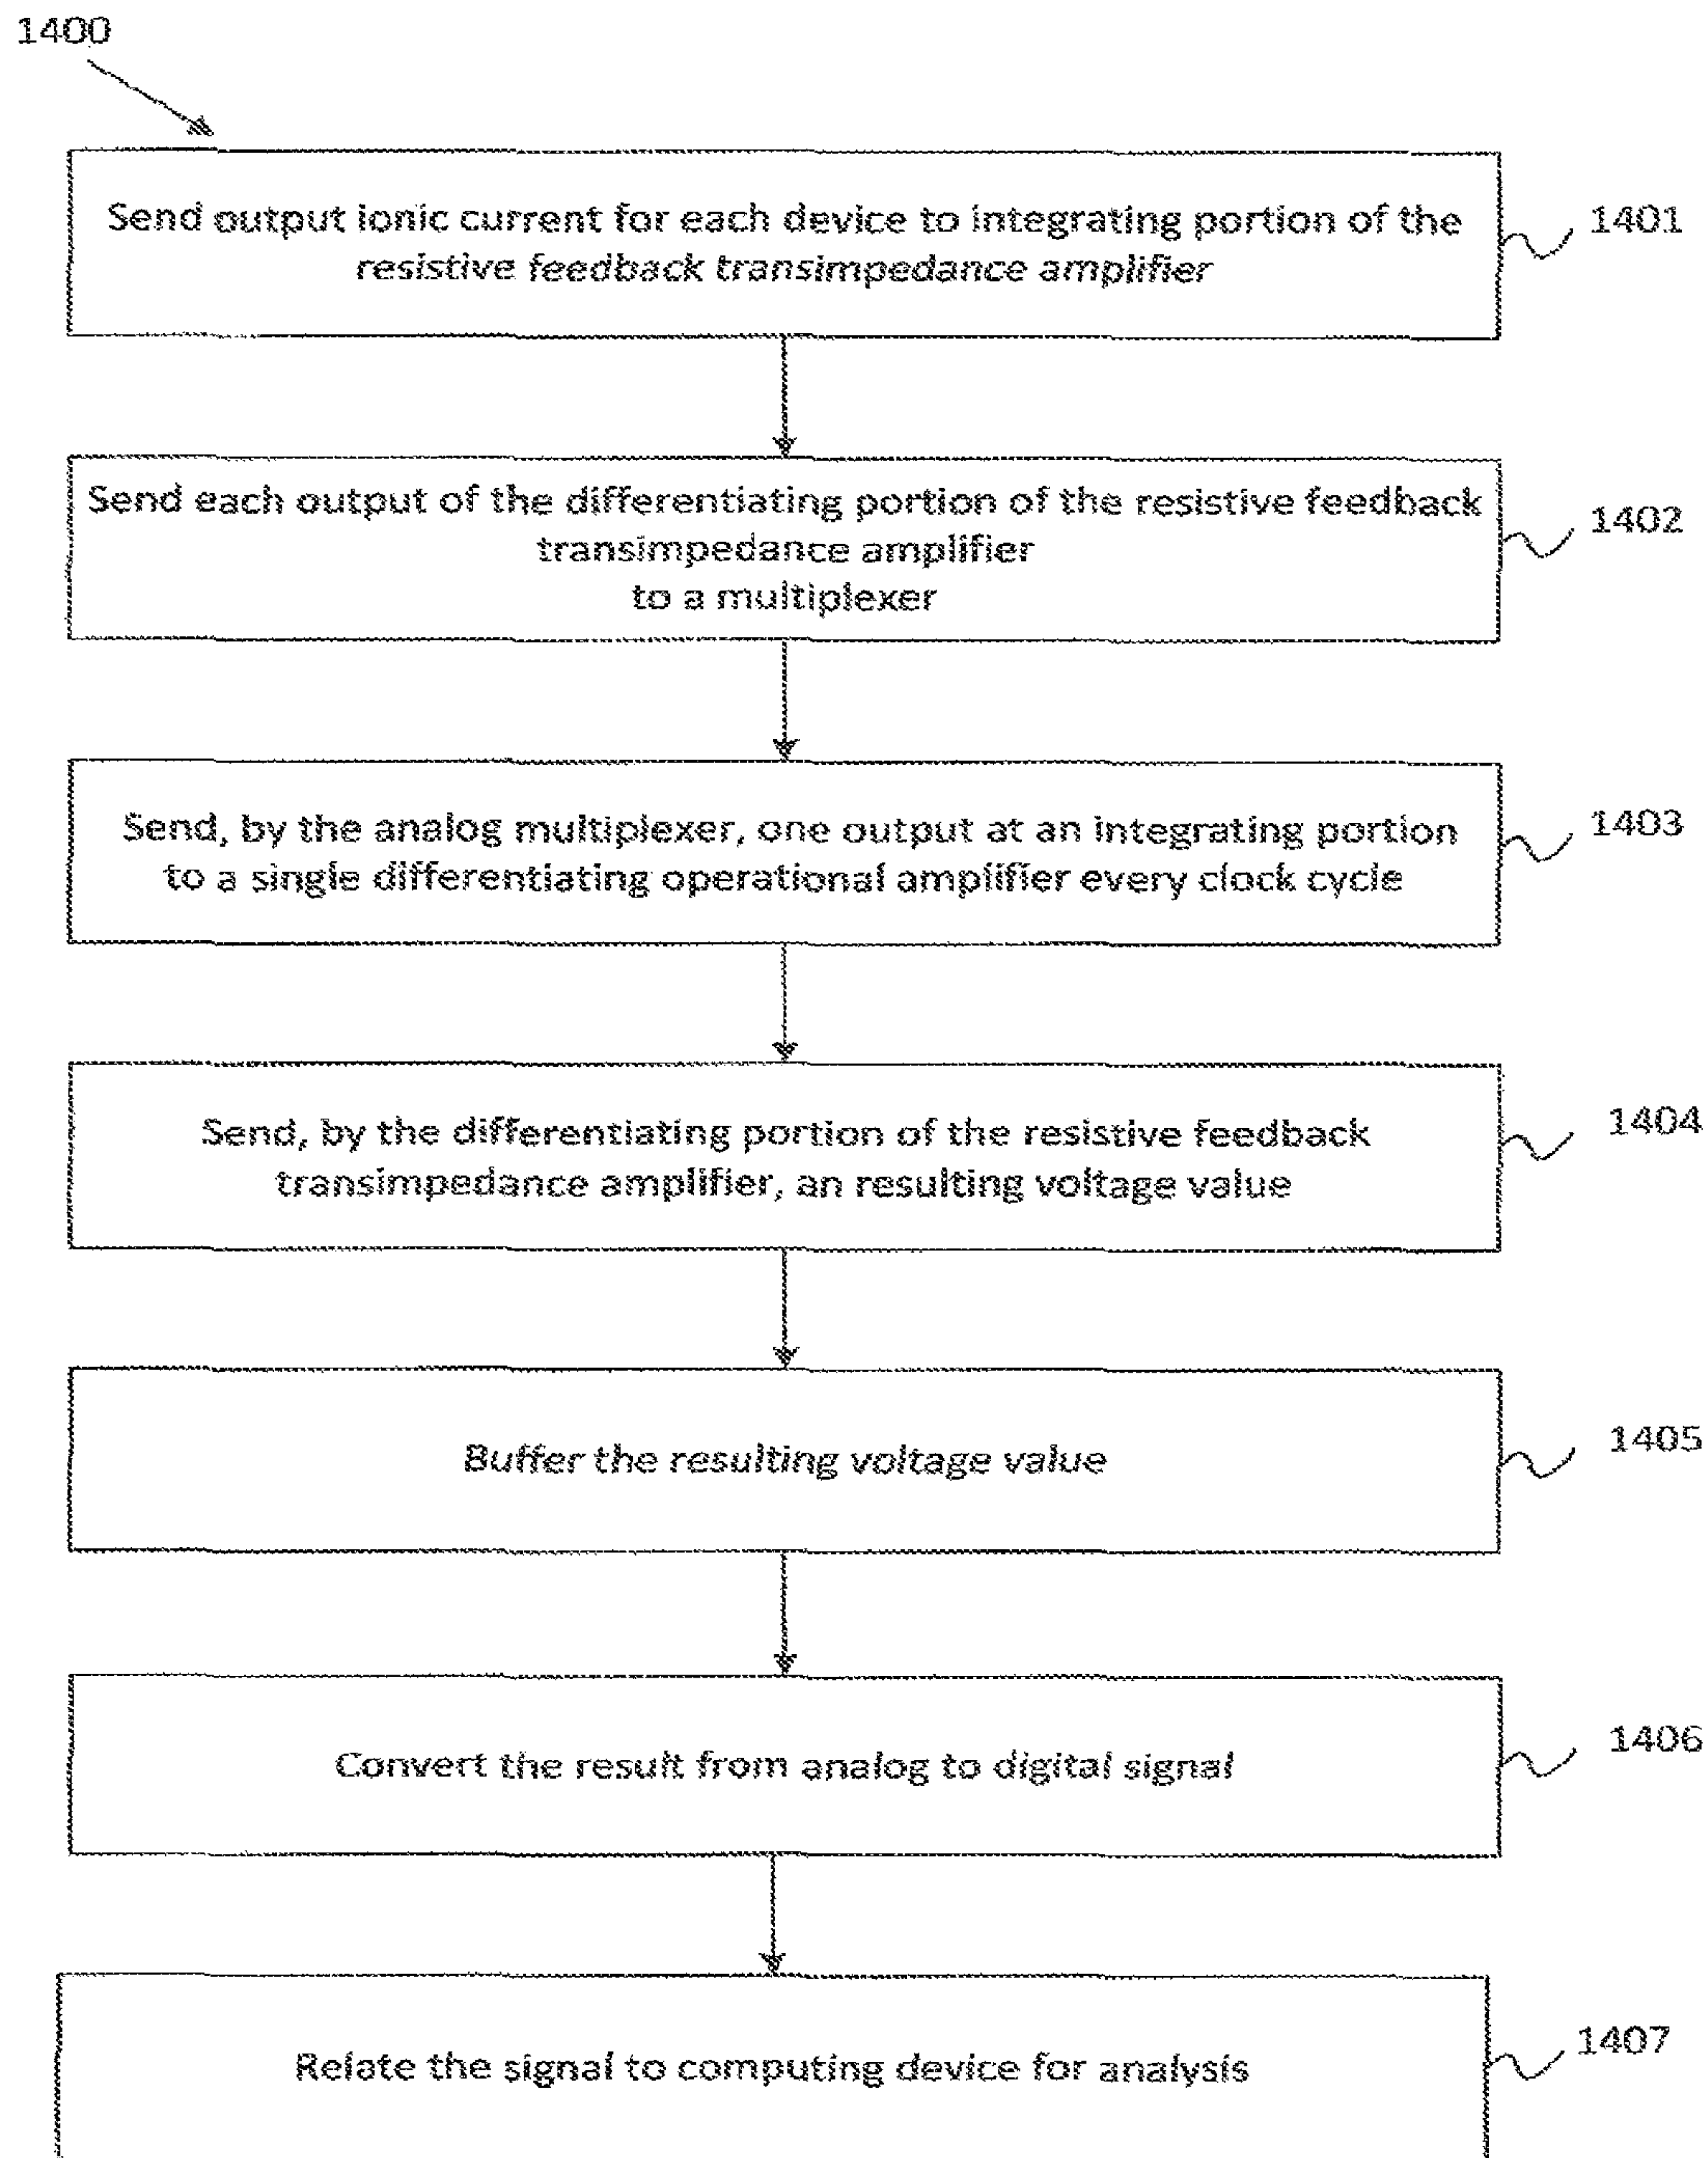 1400
Send output ionic current for each device to integrating portion of the
resistive feedback transimpedance amplifier
1401
Send each output of the differentiating portion of the resistive feedback
transimpedance amplifier
to a multiplexer
1402
Send, by the analog multiplexer, one output at an integrating portion
to a single differentiating operational amplifier every clock cycle
1403
Send, by the differentiating portion of the resistive feedback
transimpedance amplifier, an resulting voltage value
1404
Buffer the resulting voltage value
1405
Convert the result from analog to digital signal
1406
Relate the signal to computing device for analysis
1407